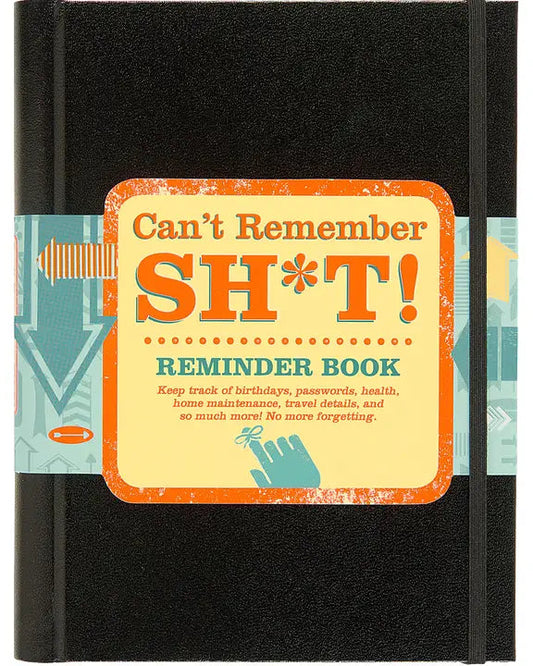 Can't Remember
SH*T!
REMINDER BOOK
Keep track of birthdays, passwords, health,
home maintenance, travel details, and
so much more! No more forgetting.